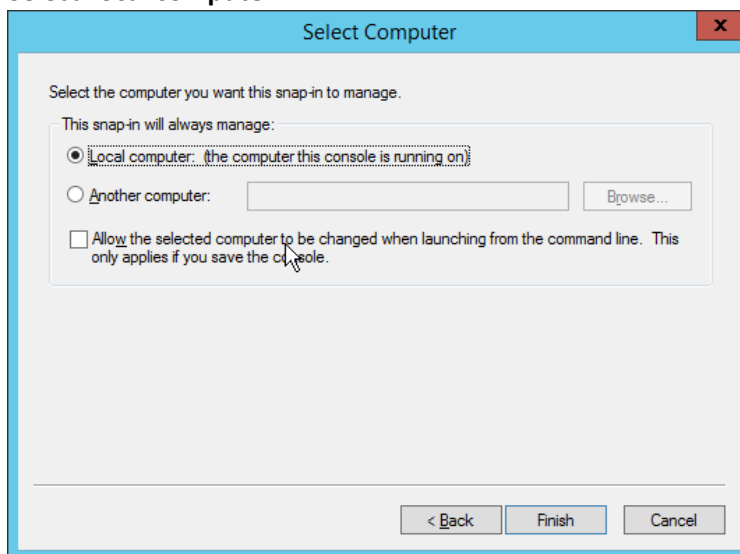 Select Computer
x
Select the computer you want this snap-in to manage.
This snap-in will always manage:
Local computer: (the computer this console is running on)
Another computer:
Browse...
Allow the selected computer to be changed when launching from the command line. This
only applies if you save the console.
< Back
Finish
Cancel